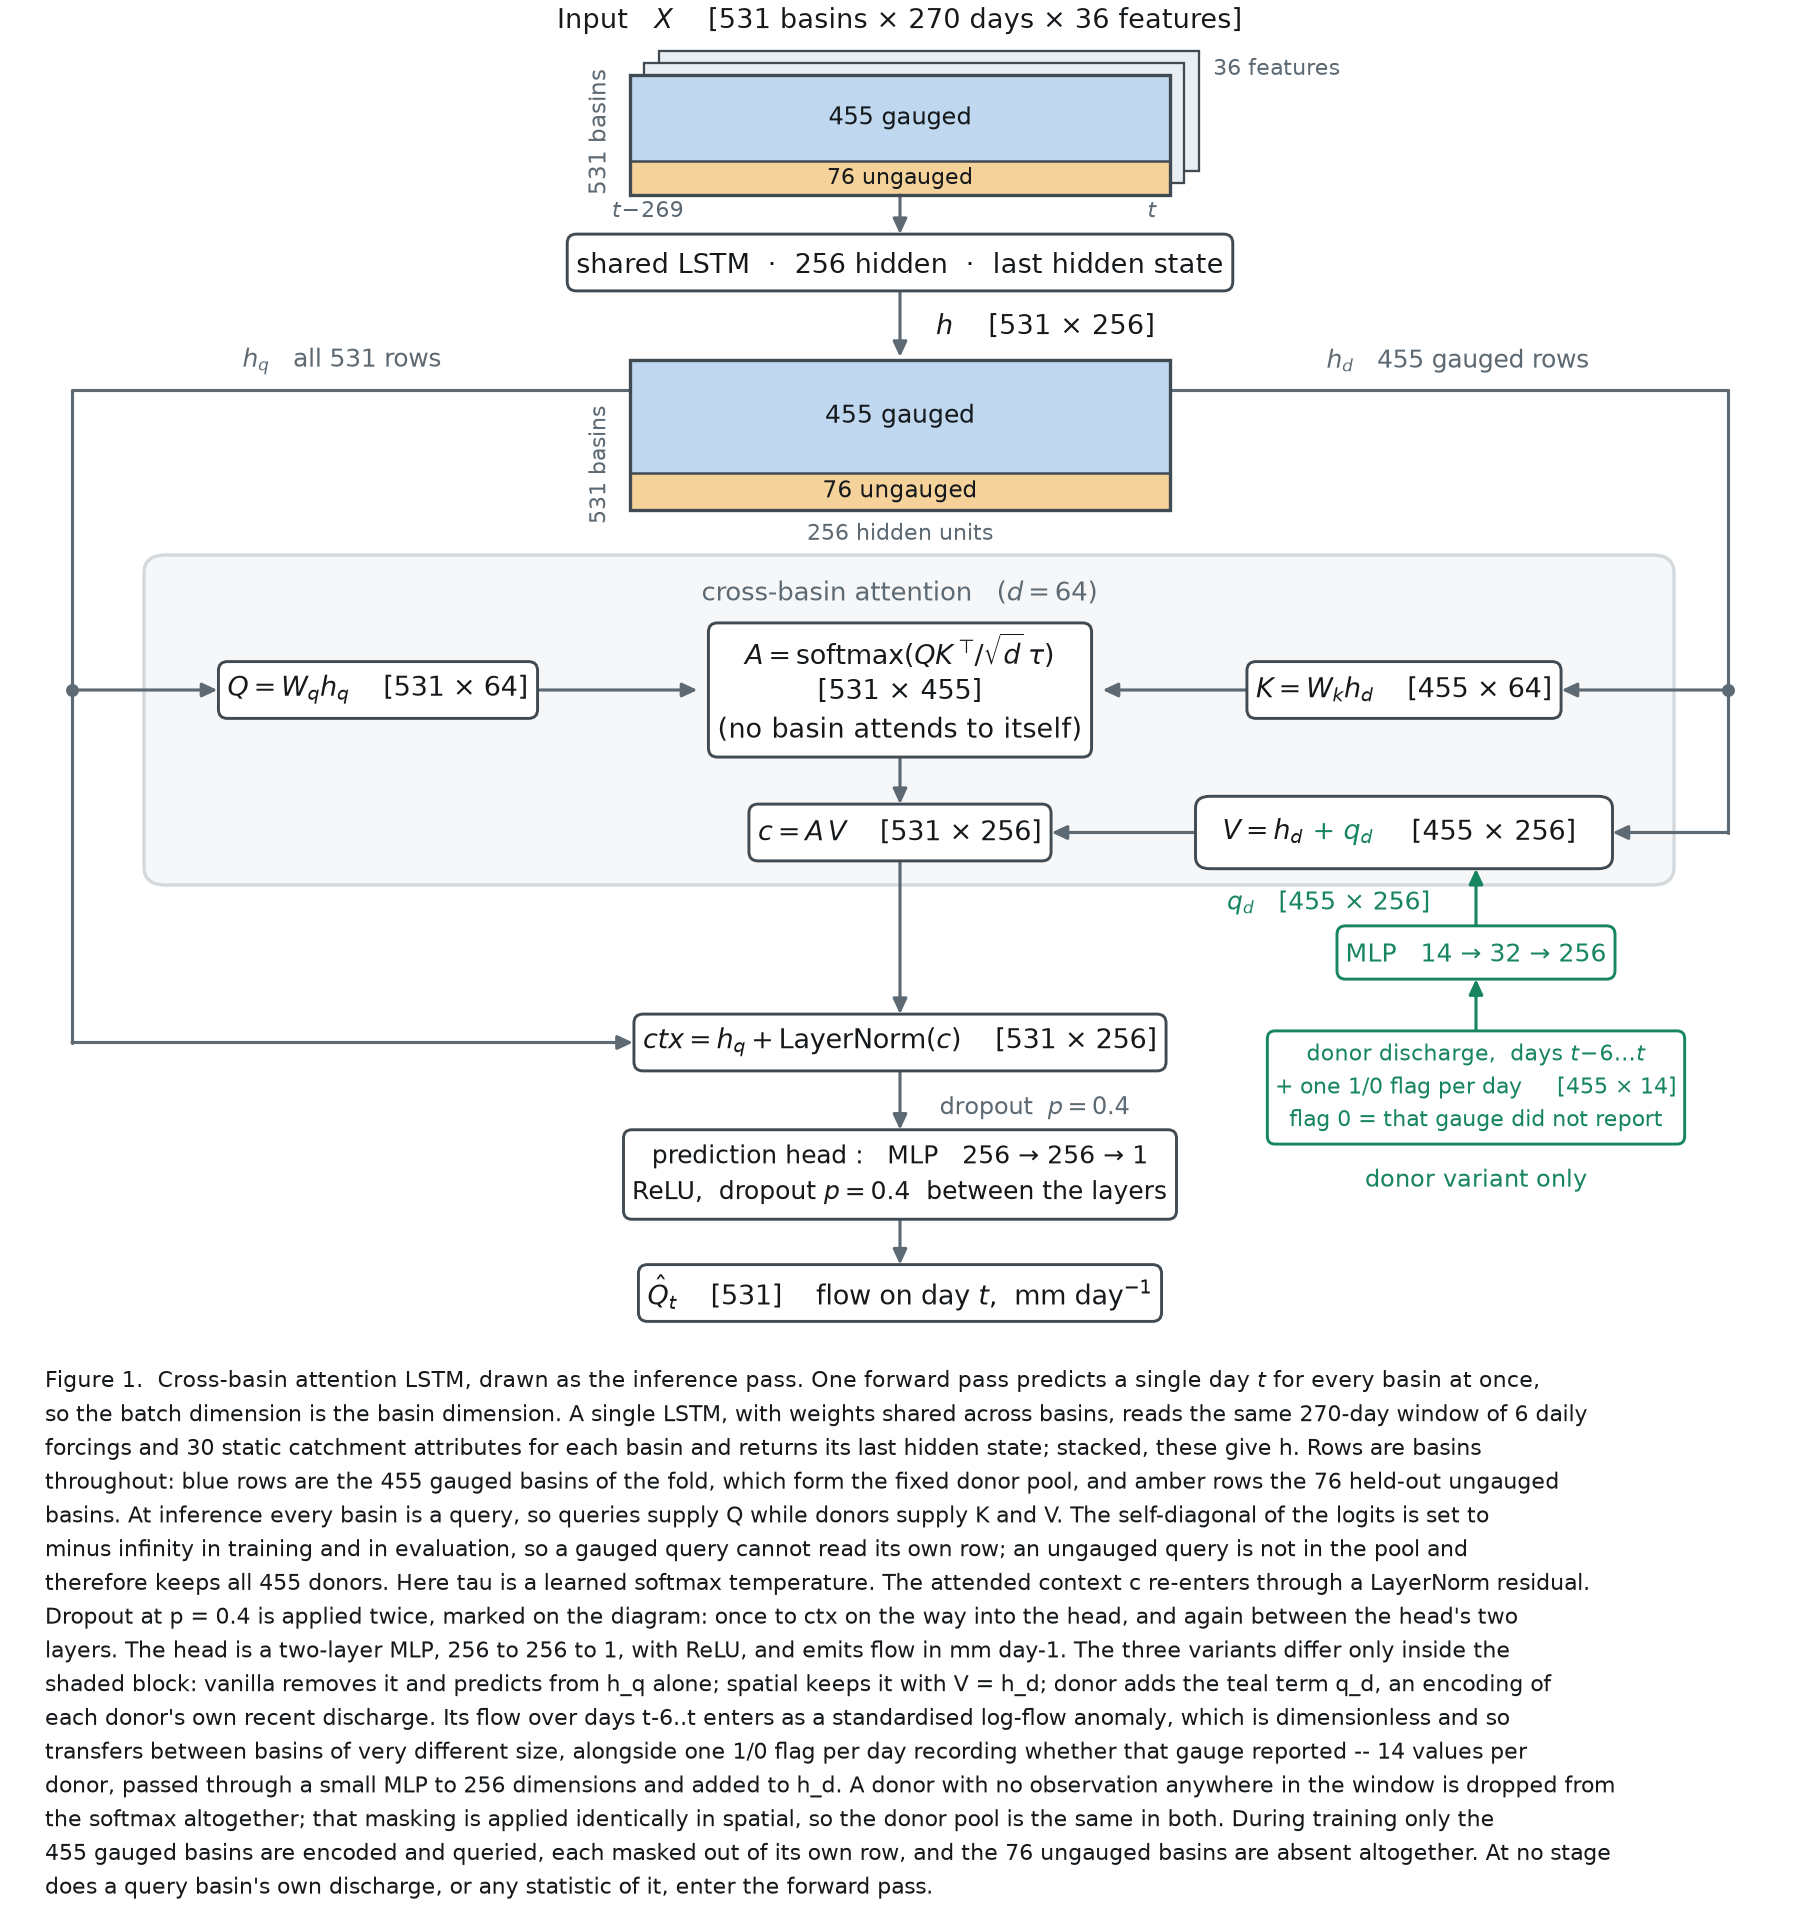 Input X [531 basins × 270 days × 36 features]
36 features
531 basins
455 gauged
76 ungauged
t−269
t
shared LSTM · 256 hidden · last hidden state
h [531 × 256]
h_q all 531 rows
h_d 455 gauged rows
531 basins
455 gauged
76 ungauged
256 hidden units
cross-basin attention (d = 64)
Q = W_q h_q [531 × 64]
A = softmax(QK^⊤/√d τ)
[531 × 455]
(no basin attends to itself)
K = W_k h_d [455 × 64]
c = A V [531 × 256]
V = h_d + q_d [455 × 256]
q_d [455 × 256]
MLP 14 → 32 → 256
ctx = h_q + LayerNorm(c) [531 × 256]
donor discharge, days t−6…t
+ one 1/0 flag per day [455 × 14]
flag 0 = that gauge did not report
donor variant only
dropout p = 0.4
prediction head : MLP 256 → 256 → 1
ReLU, dropout p = 0.4 between the layers
Q̂_t [531] flow on day t, mm day⁻¹
Figure 1. Cross-basin attention LSTM, drawn as the inference pass. One forward pass predicts a single day t for every basin at once,
so the batch dimension is the basin dimension. A single LSTM, with weights shared across basins, reads the same 270-day window of 6 daily
forcings and 30 static catchment attributes for each basin and returns its last hidden state; stacked, these give h. Rows are basins
throughout: blue rows are the 455 gauged basins of the fold, which form the fixed donor pool, and amber rows the 76 held-out ungauged
basins. At inference every basin is a query, so queries supply Q while donors supply K and V. The self-diagonal of the logits is set to
minus infinity in training and in evaluation, so a gauged query cannot read its own row; an ungauged query is not in the pool and
therefore keeps all 455 donors. Here tau is a learned softmax temperature. The attended context c re-enters through a LayerNorm residual.
Dropout at p = 0.4 is applied twice, marked on the diagram: once to ctx on the way into the head, and again between the head's two
layers. The head is a two-layer MLP, 256 to 256 to 1, with ReLU, and emits flow in mm day-1. The three variants differ only inside the
shaded block: vanilla removes it and predicts from h_q alone; spatial keeps it with V = h_d; donor adds the teal term q_d, an encoding of
each donor's own recent discharge. Its flow over days t-6..t enters as a standardised log-flow anomaly, which is dimensionless and so
transfers between basins of very different size, alongside one 1/0 flag per day recording whether that gauge reported -- 14 values per
donor, passed through a small MLP to 256 dimensions and added to h_d. A donor with no observation anywhere in the window is dropped from
the softmax altogether; that masking is applied identically in spatial, so the donor pool is the same in both. During training only the
455 gauged basins are encoded and queried, each masked out of its own row, and the 76 ungauged basins are absent altogether. At no stage
does a query basin's own discharge, or any statistic of it, enter the forward pass.